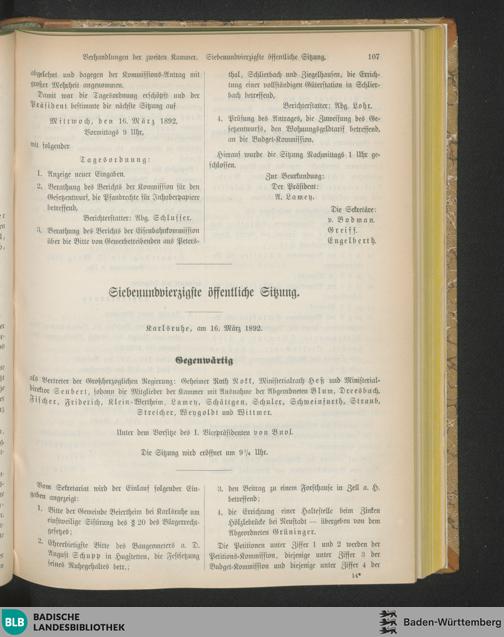 Verhandlungen der zweiten Kammer. Siebenundvierzigste öffentliche Sitzung. 107
abgelehnt und dagegen der Kommissions-Antrag mit
großer Mehrheit angenommen.
Damit war die Tagesordnung erschöpft und der
Präsident bestimmte die nächste Sitzung auf
Mittwoch, den 16. März 1892,
Vormittags 9 Uhr,
mit folgender
Tagesordnung:
1. Anzeige neuer Eingaben.
2. Berathung des Berichts der Kommission für den
Gesetzentwurf, die Pfandrechte für Inhaberpapiere
betreffend,
Berichterstatter: Abg. Schlusser.
3. Berathung des Berichts der Eisenbahnkommission
über die Bitte von Gewerbetreibenden aus Peters-
thal, Schlierbach und Ziegelhausen, die Errich-
tung einer vollständigen Güterstation in Schlier-
bach betreffend,
Berichterstatter: Abg. Lohr.
4. Prüfung des Antrages, die Zuweisung des Ge-
setzentwurfs, den Wohnungsgeldtarif betreffend,
an die Budget-Kommission.
Hierauf wurde die Sitzung Nachmittags 1 Uhr ge-
schlossen.
Zur Beurkundung:
Der Präsident:
A. Lamey.
Die Sekretäre:
v. Bodman.
Greiff.
Engelberth.
Siebenundvierzigste öffentliche Sitzung.
Karlsruhe, am 16. März 1892.
Gegenwärtig
als Vertreter der Großherzoglichen Regierung: Geheimer Rath Nokk, Ministerialrath Heß und Ministerial-
direktor Seubert, sodann die Mitglieder der Kammer mit Ausnahme der Abgeordneten Blum, Dreesbach,
Fischer, Friderich, Klein-Wertheim, Lamey, Schättgen, Schuler, Schweinfurth, Straub,
Streicher, Weygoldt und Wittmer.
Unter dem Vorsitze des I. Vicepräsidenten von Buol.
Die Sitzung wird eröffnet um 9¼ Uhr.
Vom Sekretariat wird der Einlauf folgender Ein-
gaben angezeigt:
1. Bitte der Gemeinde Beiertheim bei Karlsruhe um
einstweilige Sistirung des § 20 des Bürgerrechts-
gesetzes;
2. Ehrerbietigste Bitte des Baugeometers a. D.
August Schupp in Hugstetten, die Festsetzung
seines Ruhegehaltes betr.;
3. den Beitrag zu einem Forsthause in Zell a. H.
betreffend;
4. die Errichtung einer Haltestelle beim Zinken
Hölzlebrücke bei Neustadt — übergeben von dem
Abgeordneten Grüninger.
Die Petitionen unter Ziffer 1 und 2 werden der
Petitions-Kommission, diejenige unter Ziffer 3 der
Budget-Kommission und diejenige unter Ziffer 4 der
14*
BLB BADISCHE
LANDESBIBLIOTHEK
Baden-Württemberg